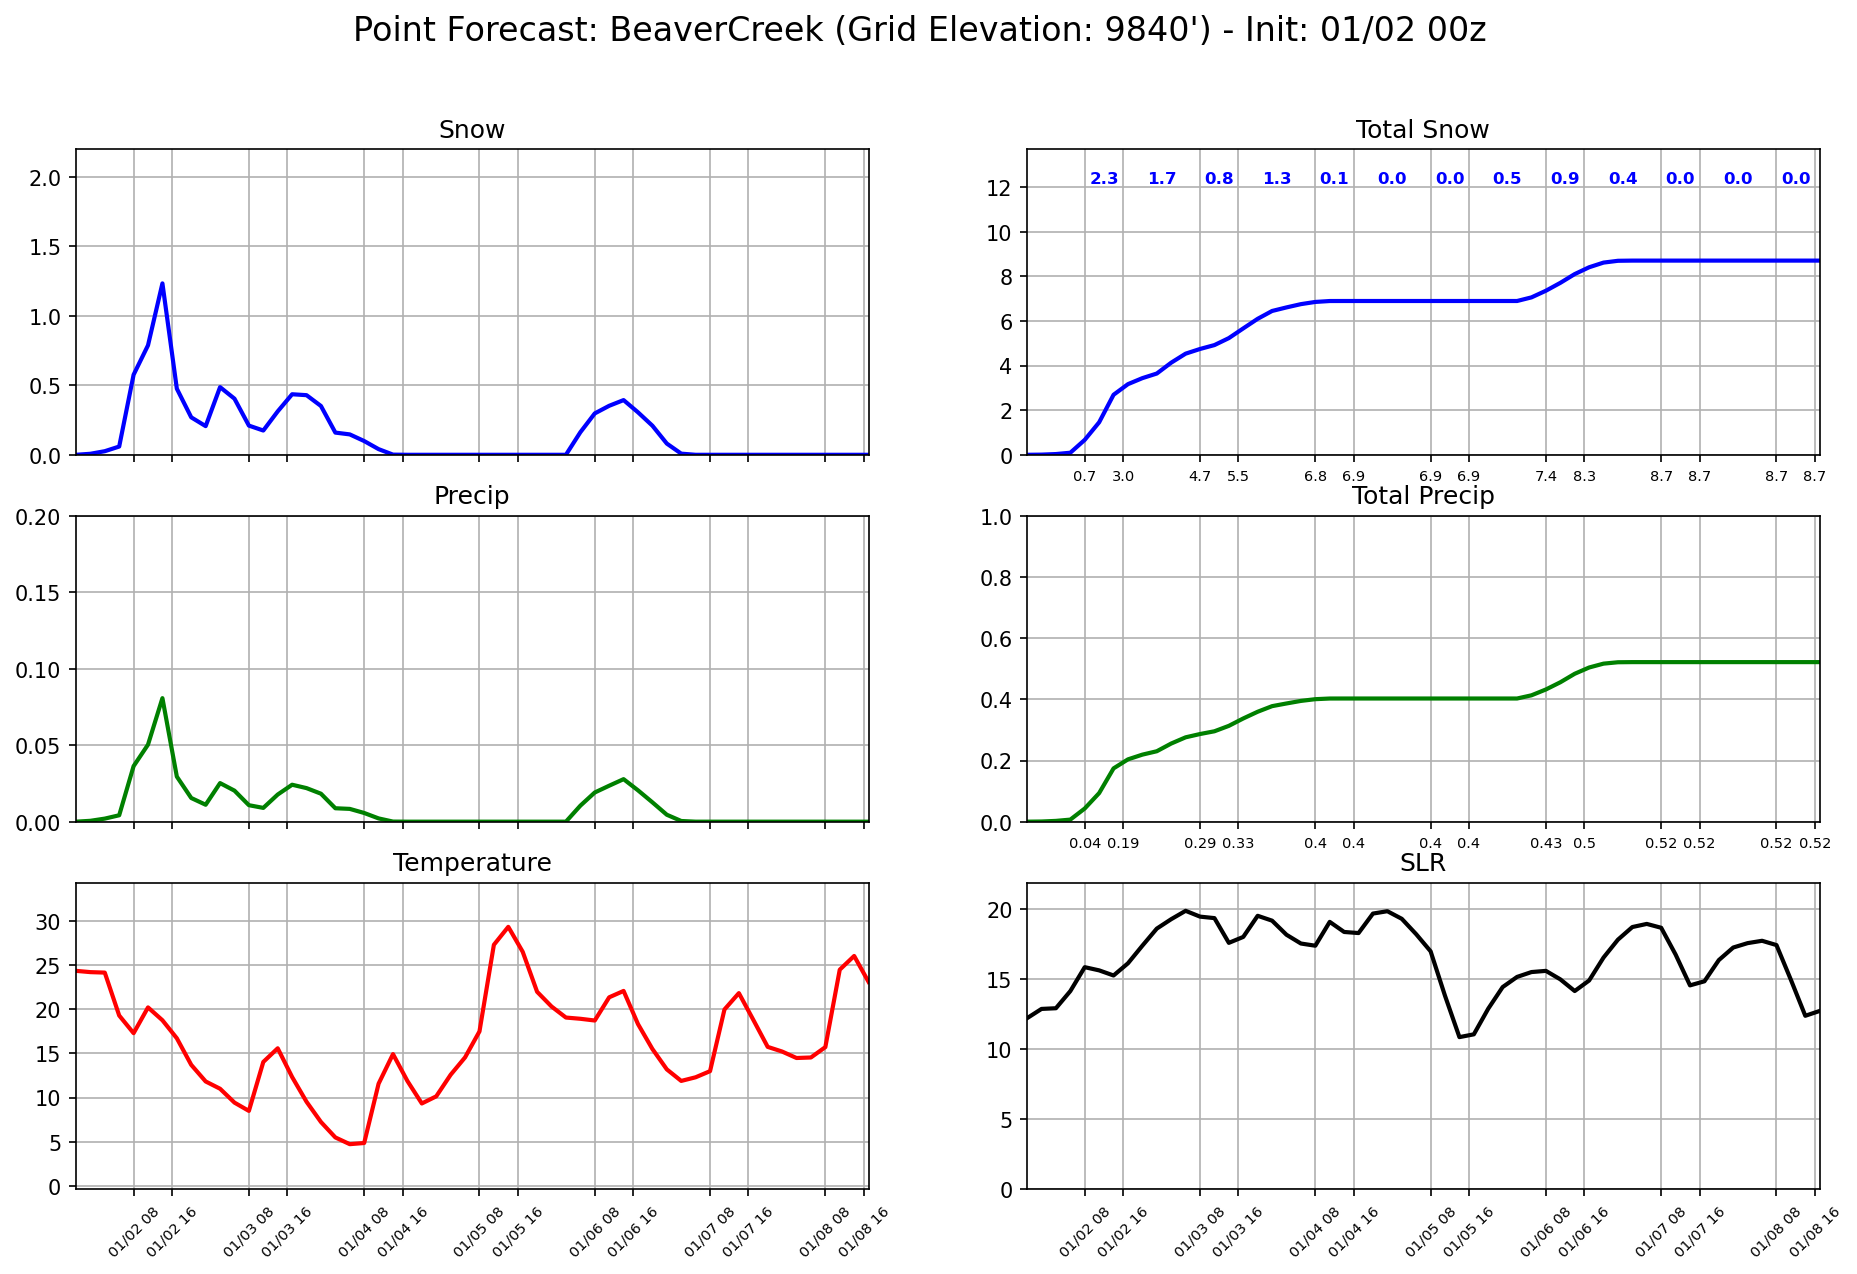 Point Forecast: BeaverCreek (Grid Elevation: 9840') - Init: 01/02 00z
Snow
2.0
1.5
1.0
0.5
0.0
Total Snow
2.3 1.7 0.8 1.3 0.1 0.0 0.0 0.5 0.9 0.4 0.0 0.0 0.0
12
10
8
6
4
2
0
0.7 3.0 4.7 5.5 6.8 6.9 6.9 6.9 7.4 8.3 8.7 8.7 8.7 8.7
Precip
0.20
0.15
0.10
0.05
0.00
Total Precip
1.0
0.8
0.6
0.4
0.2
0.0
0.04 0.19 0.29 0.33 0.4 0.4 0.4 0.4 0.43 0.5 0.52 0.52 0.52 0.52
Temperature
30
25
20
15
10
5
0
01/02 08 01/02 16 01/03 08 01/03 16 01/04 08 01/04 16 01/05 08 01/05 16 01/06 08 01/06 16 01/07 08 01/07 16 01/08 08 01/08 16
SLR
20
15
10
5
0
01/02 08 01/02 16 01/03 08 01/03 16 01/04 08 01/04 16 01/05 08 01/05 16 01/06 08 01/06 16 01/07 08 01/07 16 01/08 08 01/08 16